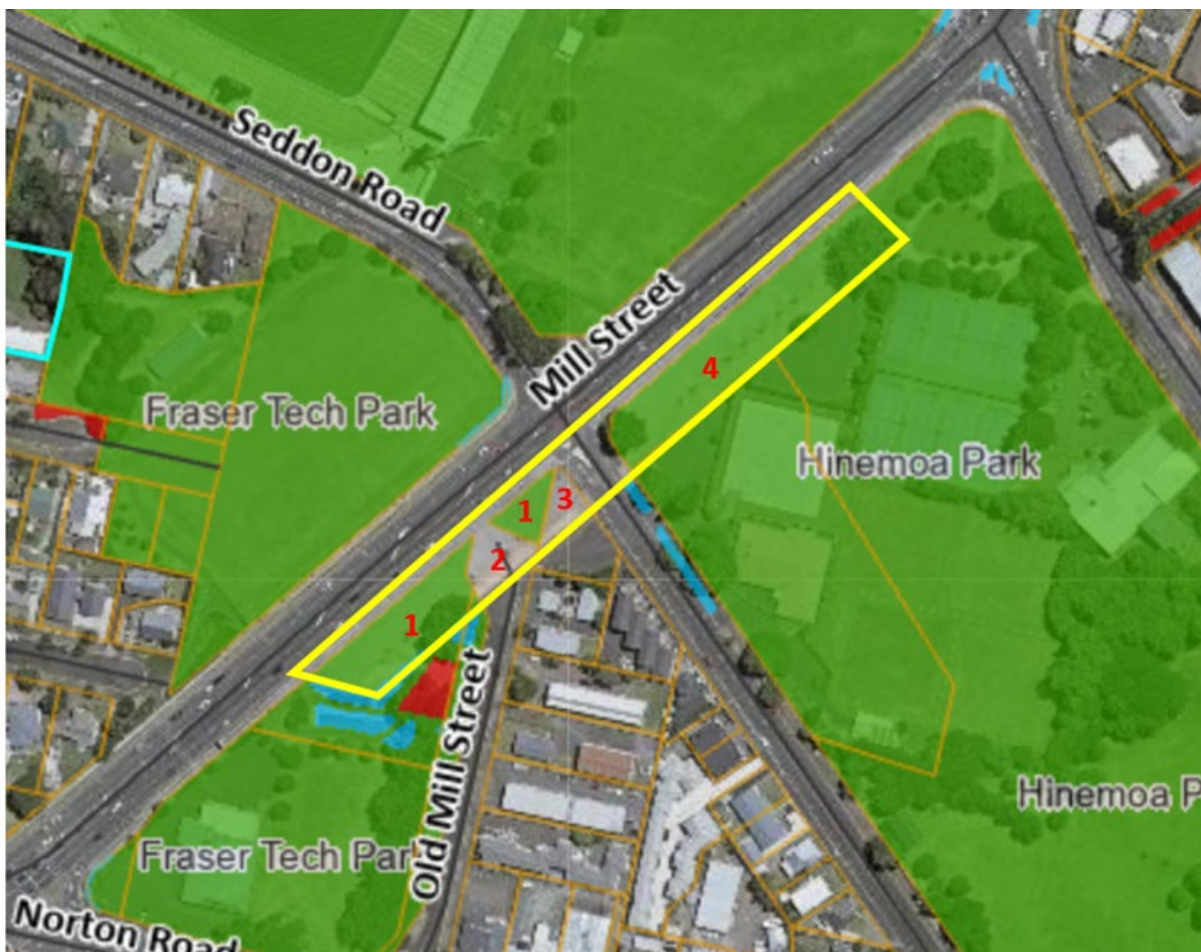 Seddon Road
Mill Street
Fraser Tech Park
4
Hinemoa Park
1
3
2
1
Old Mill Street
Hinemoa P
Fraser Tech Par
Norton Road